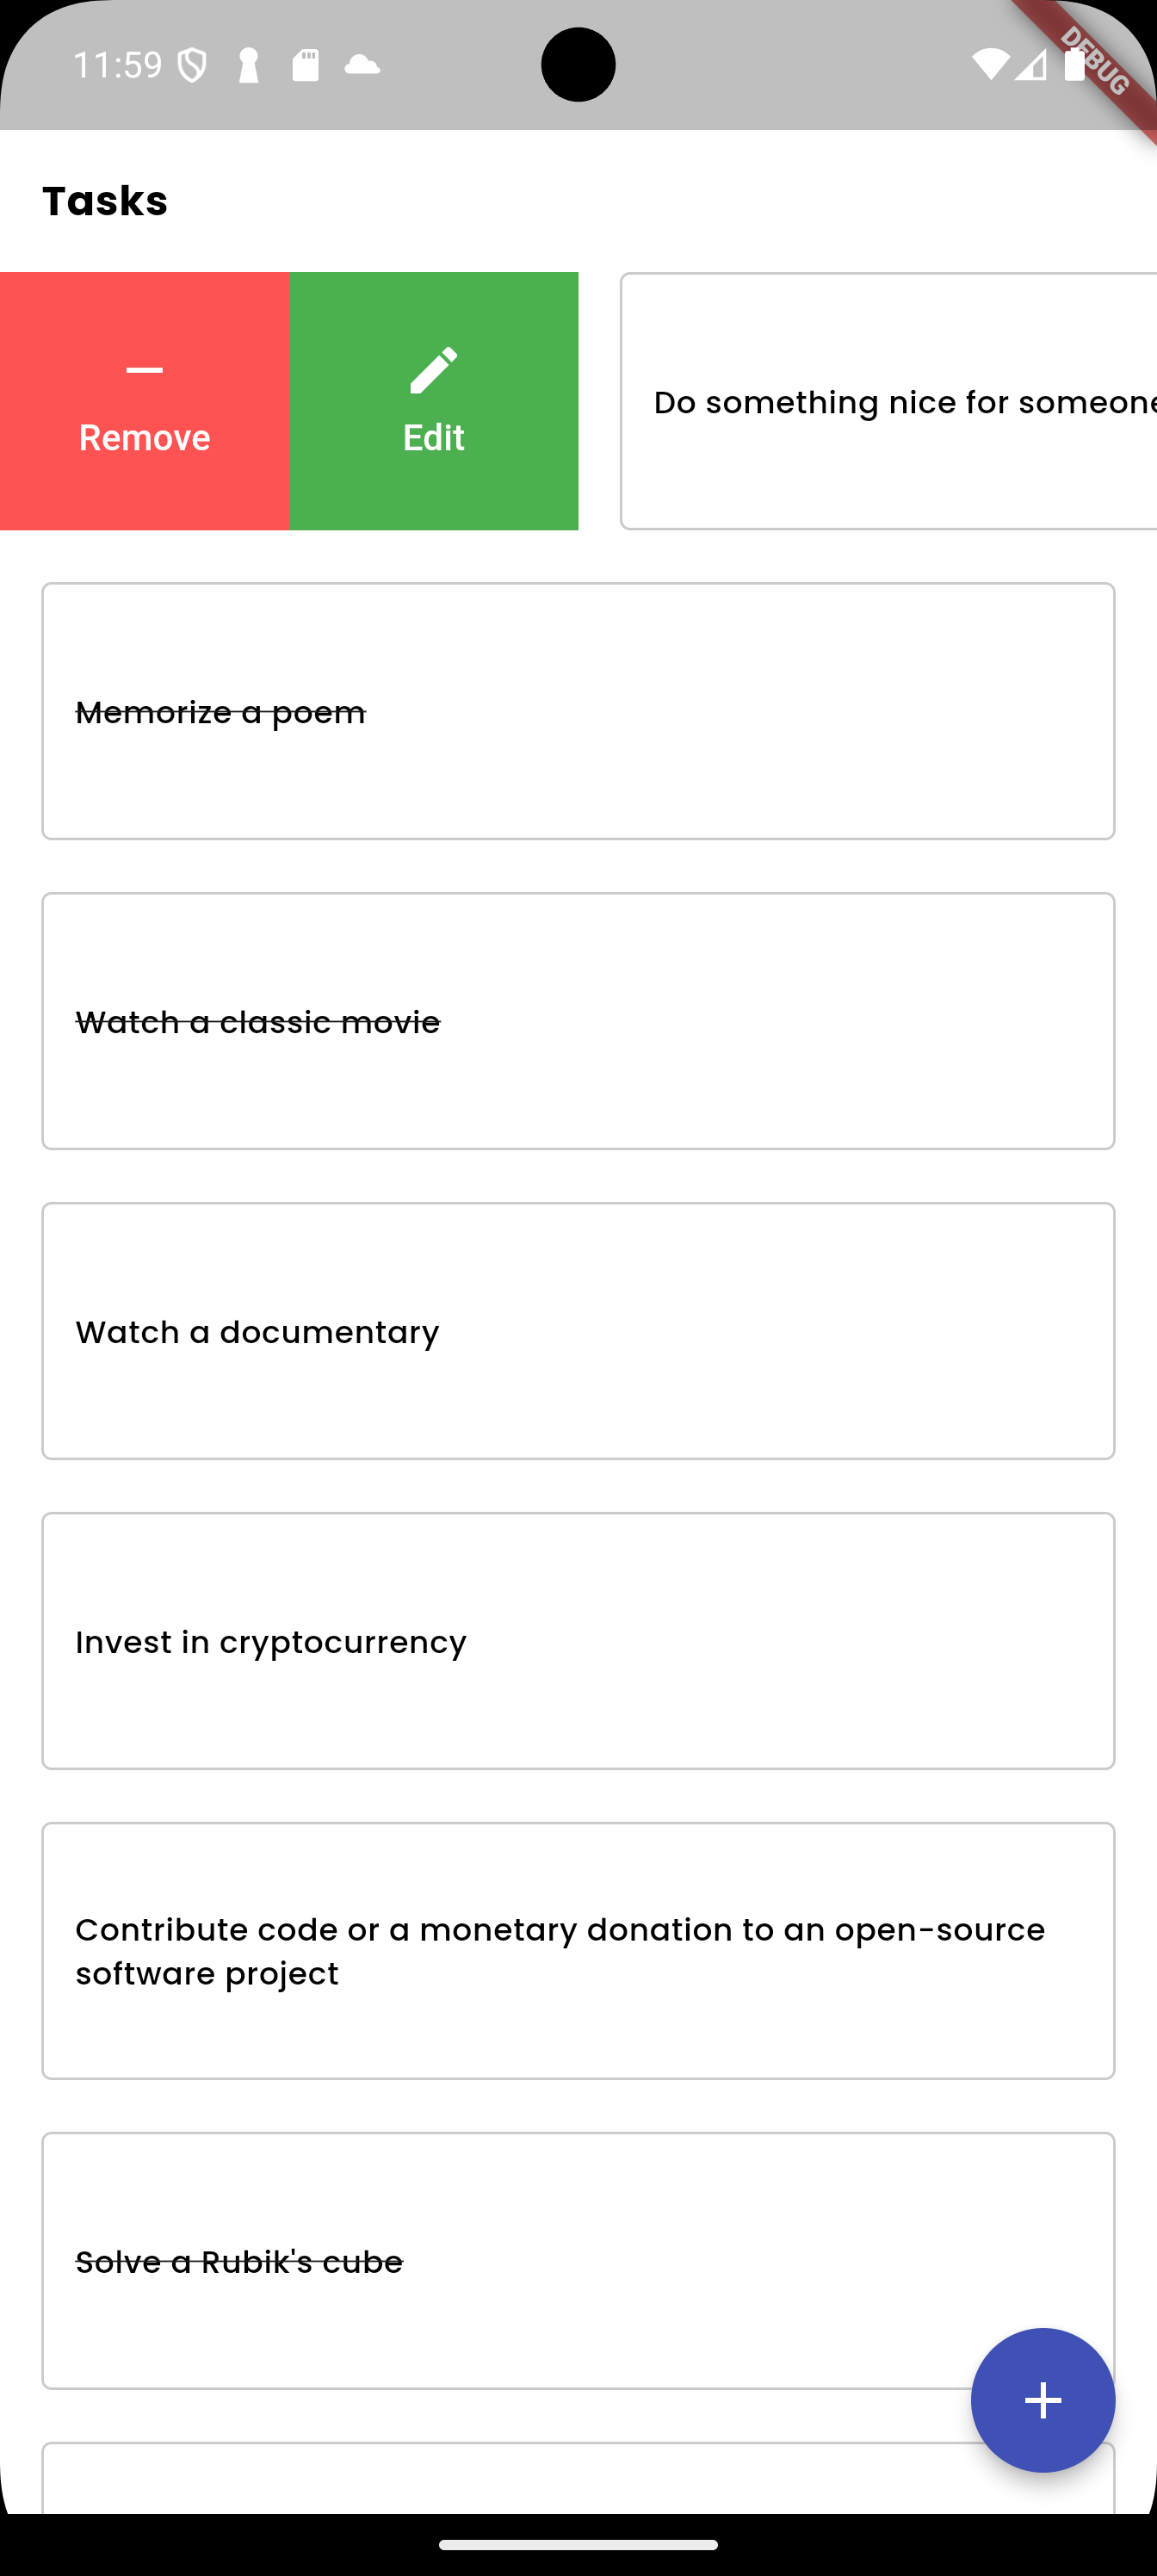 11:59
DEBUG
Tasks
Remove
Edit
Do something nice for someone
Memorize a poem
Watch a classic movie
Watch a documentary
Invest in cryptocurrency
Contribute code or a monetary donation to an open-source
software project
Solve a Rubik's cube